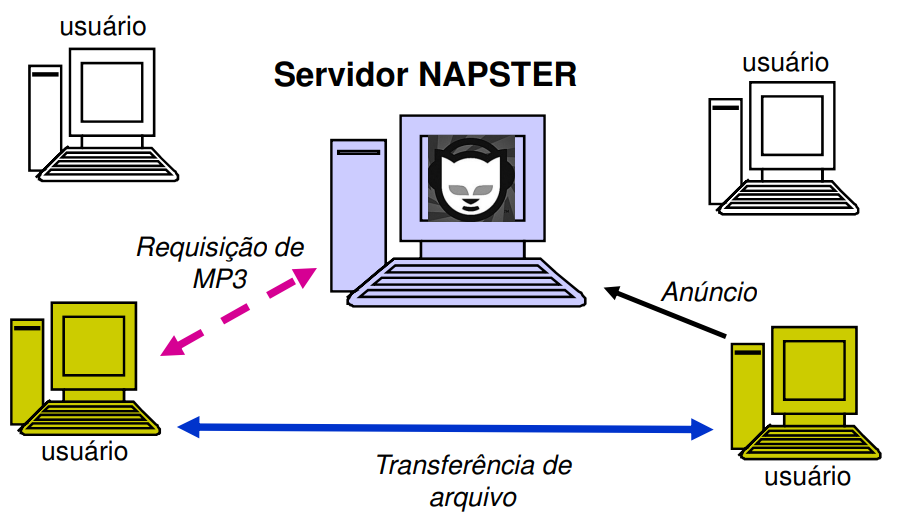 usuário
Servidor NAPSTER
usuário
Requisição de
MP3
Anúncio
usuário
Transferência de
arquivo
usuário